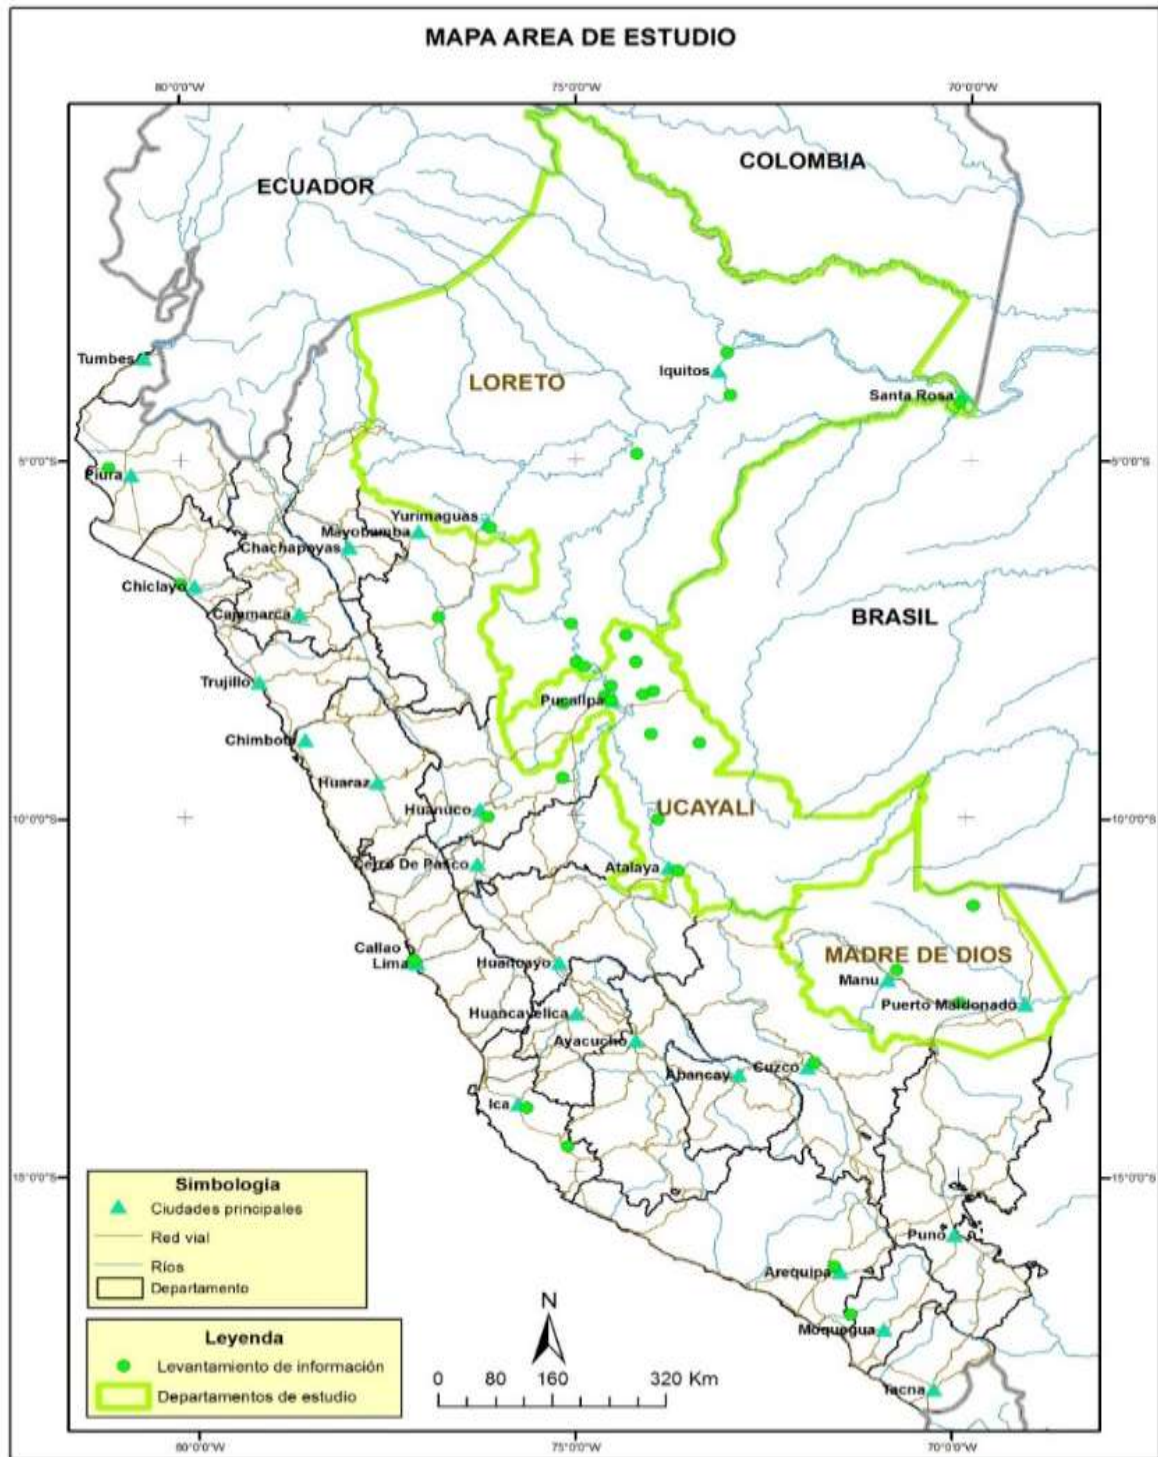 MAPA AREA DE ESTUDIO
80°0'0"W
75°0'0"W
70°0'0"W
COLOMBIA
ECUADOR
Tumbes
Iquitos
LORETO
Santa Rosa
5°0'0"S
5°0'0"S
Piura
Yurimaguas
Mayobamba
Chachapoyas
Chiclayo
Cajamarca
BRASIL
Trujillo
Pucallpa
Chimbote
Huaraz
Huanuco
UCAYALI
10°0'0"S
10°0'0"S
Cerro De Pasco
Atalaya
Callao
Lima
Huancayo
MADRE DE DIOS
Manu
Puerto Maldonado
Huancavelica
Ayacucho
Abancay
Cuzco
Ica
15°0'0"S
15°0'0"S
Simbología
Ciudades principales
Red vial
Ríos
Departamento
Puno
Arequipa
Moquegua
Tacna
Leyenda
Levantamiento de información
Departamentos de estudio
N
0 80 160 320 Km
80°0'0"W
75°0'0"W
70°0'0"W